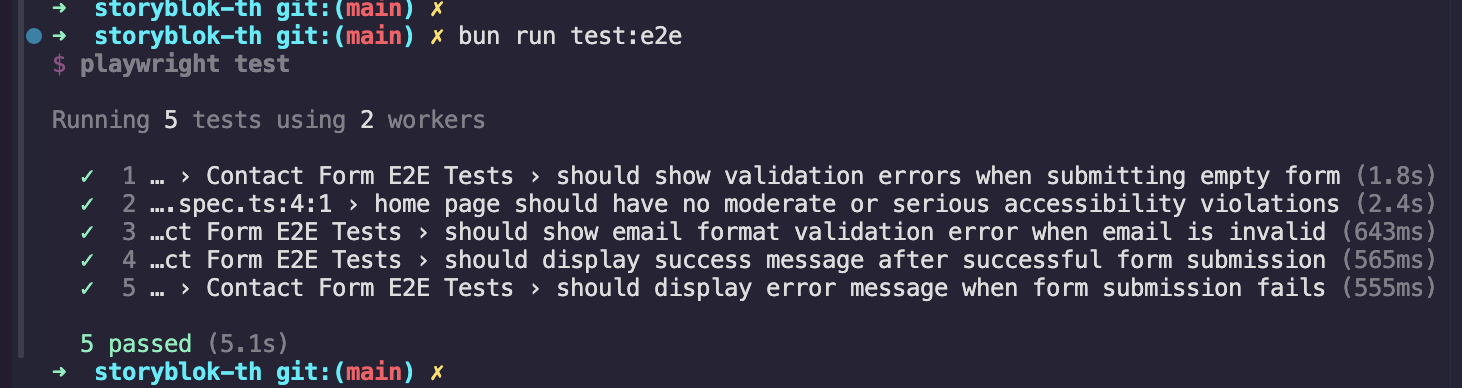 ➜ storyblok-th git:(main) ✗
➜ storyblok-th git:(main) ✗ bun run test:e2e
$ playwright test
Running 5 tests using 2 workers
✓ 1 … › Contact Form E2E Tests › should show validation errors when submitting empty form (1.8s)
✓ 2 ….spec.ts:4:1 › home page should have no moderate or serious accessibility violations (2.4s)
✓ 3 …ct Form E2E Tests › should show email format validation error when email is invalid (643ms)
✓ 4 …ct Form E2E Tests › should display success message after successful form submission (565ms)
✓ 5 … › Contact Form E2E Tests › should display error message when form submission fails (555ms)
5 passed (5.1s)
➜ storyblok-th git:(main) ✗